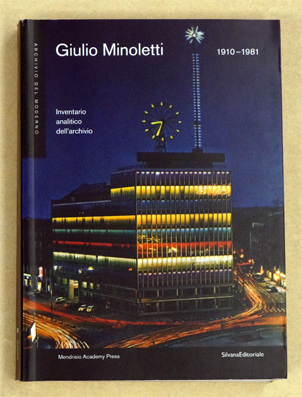 ARCHIVIO DEL MODERNO
Giulio Minoletti
1910–1981
Inventario
analitico
dell'archivio
Mendrisio Academy Press
SilvanaEditoriale